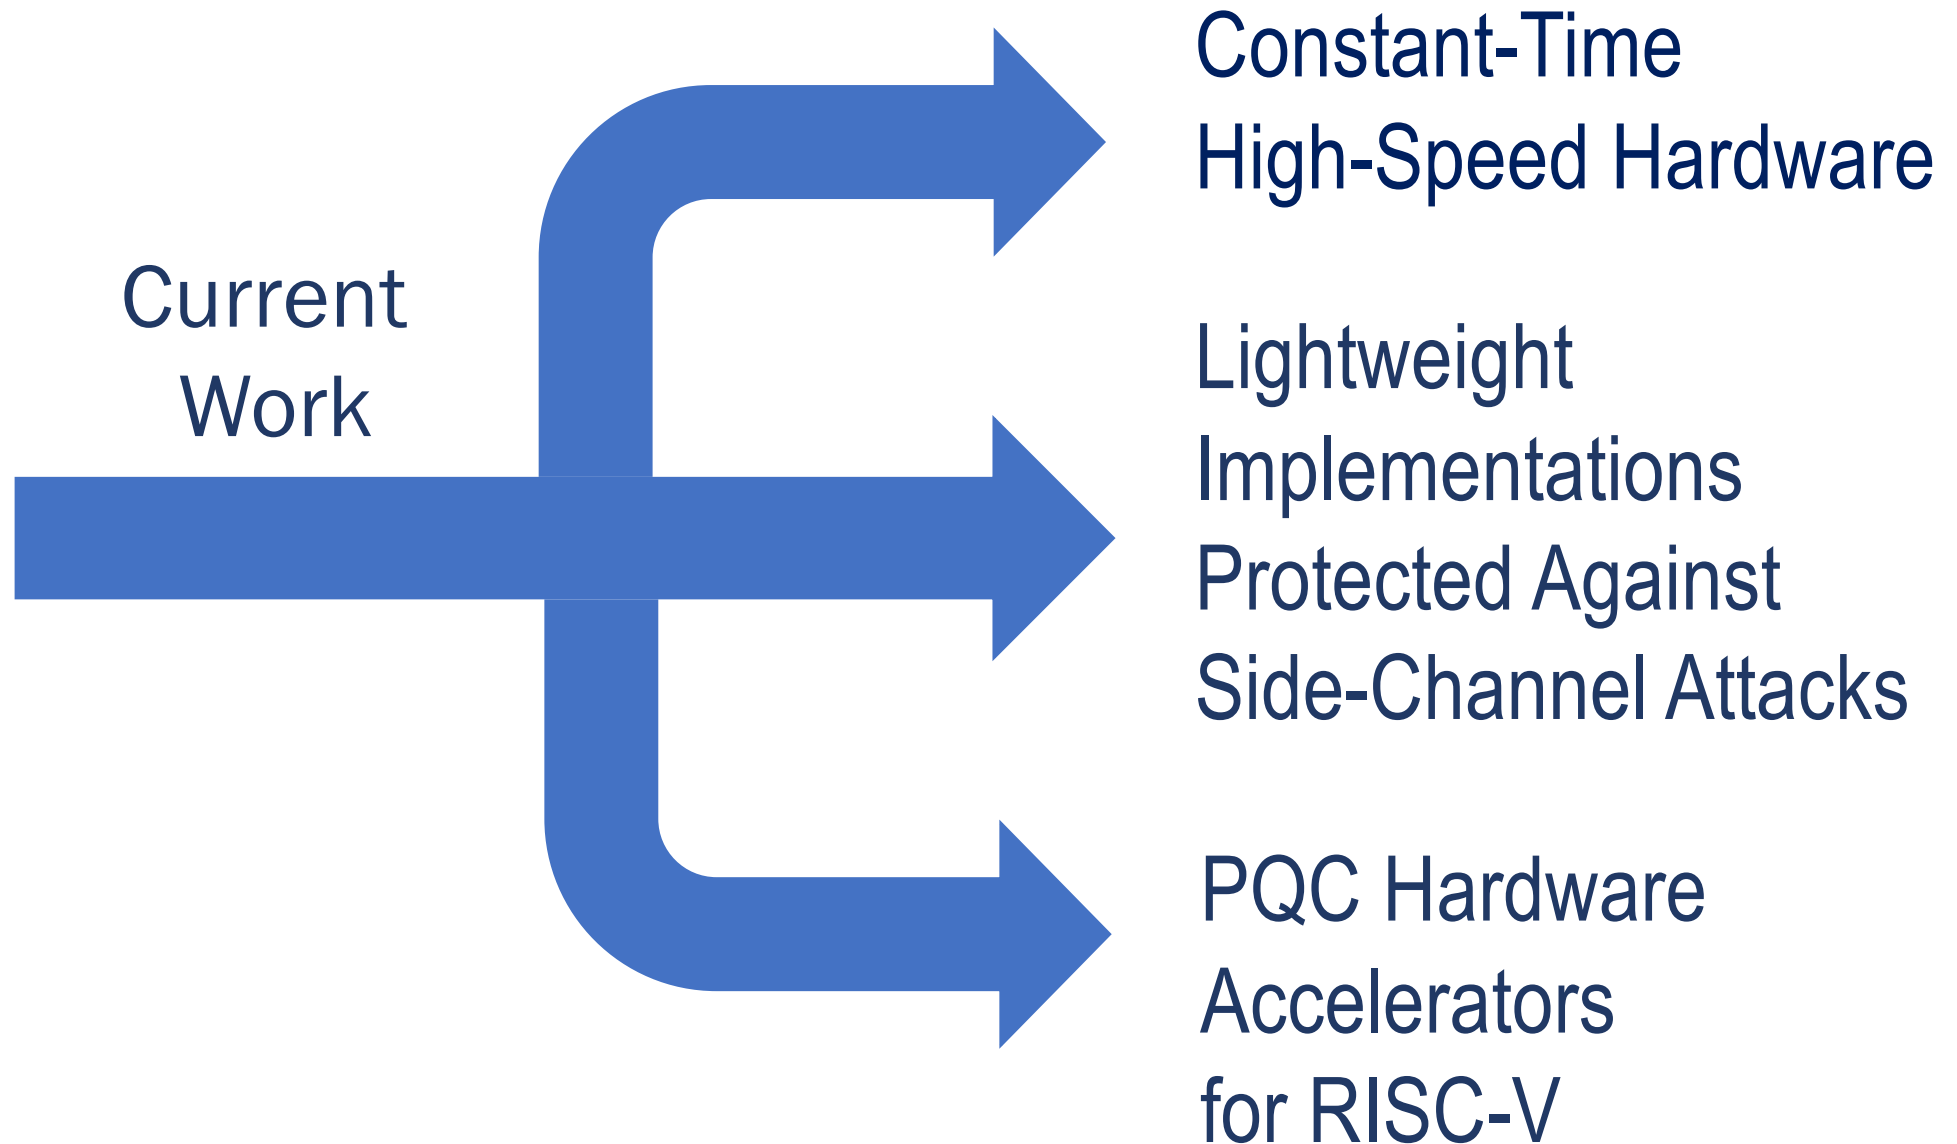 Current
Work
Constant-Time
High-Speed Hardware
Lightweight
Implementations
Protected Against
Side-Channel Attacks
PQC Hardware
Accelerators
for RISC-V